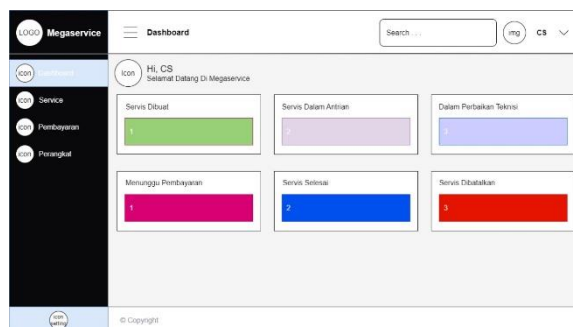 LOGO Megaservice
Dashboard
Search . . .
img
CS
icon Dashboard
icon Service
icon Pembayaran
icon Perangkat
icon
Hi, CS
Selamat Datang Di Megaservice
Servis Dibuat
1
Servis Dalam Antrian
2
Dalam Perbaikan Teknisi
3
Menunggu Pembayaran
1
Servis Selesai
2
Servis Dibatalkan
3
icon
setting
© Copyright